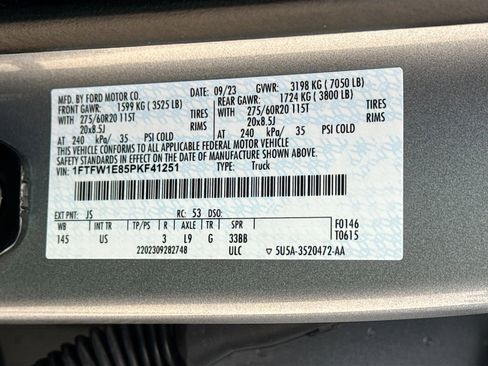 MFD. BY FORD MOTOR CO. 09/23 GVWR: 3198 KG ( 7050 LB)
FRONT GAWR: 1599 KG ( 3525 LB) REAR GAWR: 1724 KG ( 3800 LB)
275/60R20 115T TIRES 275/60R20 115T TIRES
20x8.5J RIMS 20x8.5J RIMS
AT 240 kPa/ 35 PSI COLD AT 240 kPa/ 35 PSI COLD
THIS VEHICLE CONFORMS TO ALL APPLICABLE FEDERAL MOTOR VEHICLE
SAFETY STANDARDS IN EFFECT ON THE DATE OF MANUFACTURE SHOWN ABOVE.
VIN: 1FTFW1E85PKF41251 TYPE: Truck
EXT PNT: JS RC: 53 DSO: F0146
WB INT TR TP/PS R AXLE TR SPR T0615
145 US 3 L9 G 33BB
2202309282748 ULC ▽ 5U5A-3520472-AA